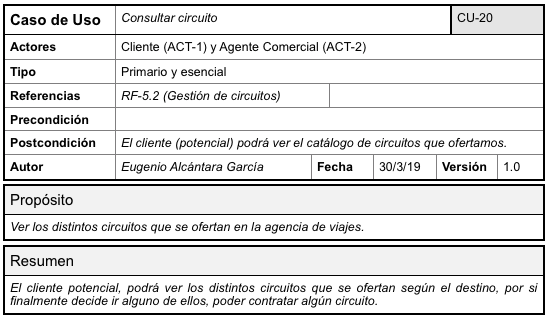 Caso de Uso Consultar circuito CU-20
Actores Cliente (ACT-1) y Agente Comercial (ACT-2)
Tipo Primario y esencial
Referencias RF-5.2 (Gestión de circuitos)
Precondición
Postcondición El cliente (potencial) podrá ver el catálogo de circuitos que ofertamos.
Autor Eugenio Alcántara García Fecha 30/3/19 Versión 1.0
Propósito
Ver los distintos circuitos que se ofertan en la agencia de viajes.
Resumen
El cliente potencial, podrá ver los distintos circuitos que se ofertan según el destino, por si
finalmente decide ir alguno de ellos, poder contratar algún circuito.